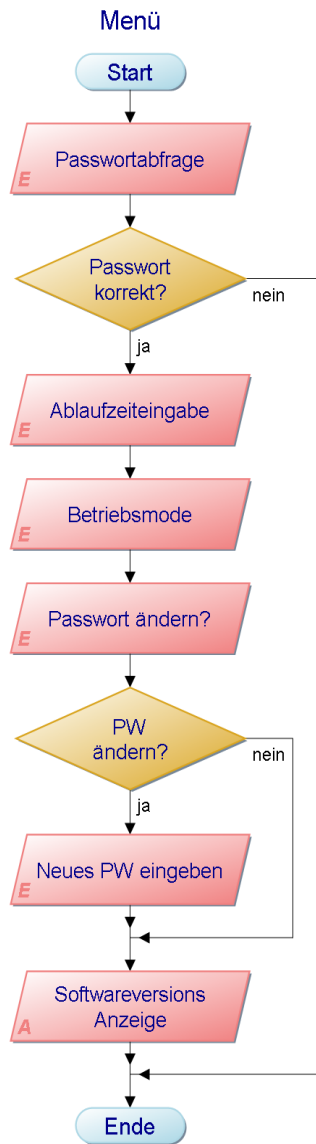 Menü
Start
Passwortabfrage
E
Passwort
korrekt?
nein
ja
Ablaufzeiteingabe
E
Betriebsmode
E
Passwort ändern?
E
PW
ändern?
nein
ja
Neues PW eingeben
E
Softwareversions
Anzeige
A
Ende